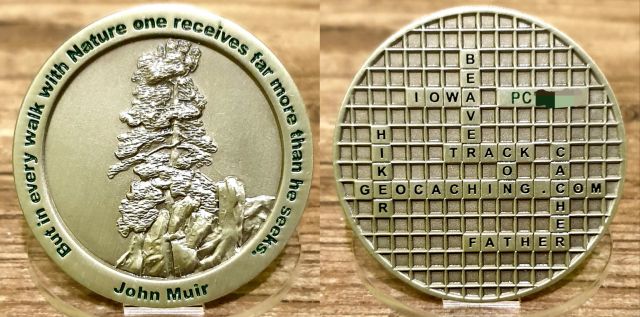 But in every walk with Nature one receives far more than he seeks.
John Muir
BEAVER
IOWA
PC
HIKER
TRACK
CACHER
GEOCACHING.COM
FATHER